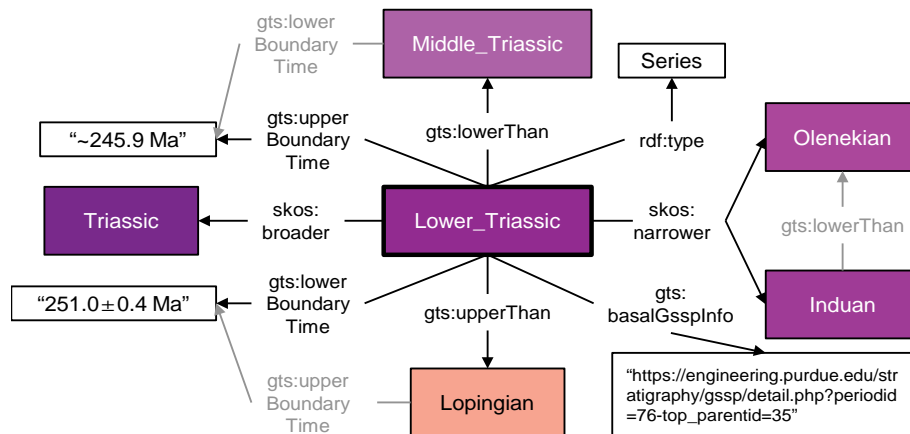 gts:lower
Boundary
Time
Middle_Triassic
Series
"~245.9 Ma"
gts:upper
Boundary
Time
gts:lowerThan
rdf:type
Olenekian
Triassic
skos:
broader
Lower_Triassic
skos:
narrower
gts:lowerThan
"251.0±0.4 Ma"
gts:lower
Boundary
Time
gts:upperThan
gts:
basalGsspInfo
Induan
gts:upper
Boundary
Time
Lopingian
"https://engineering.purdue.edu/str
atigraphy/gssp/detail.php?periodid
=76-top_parentid=35"